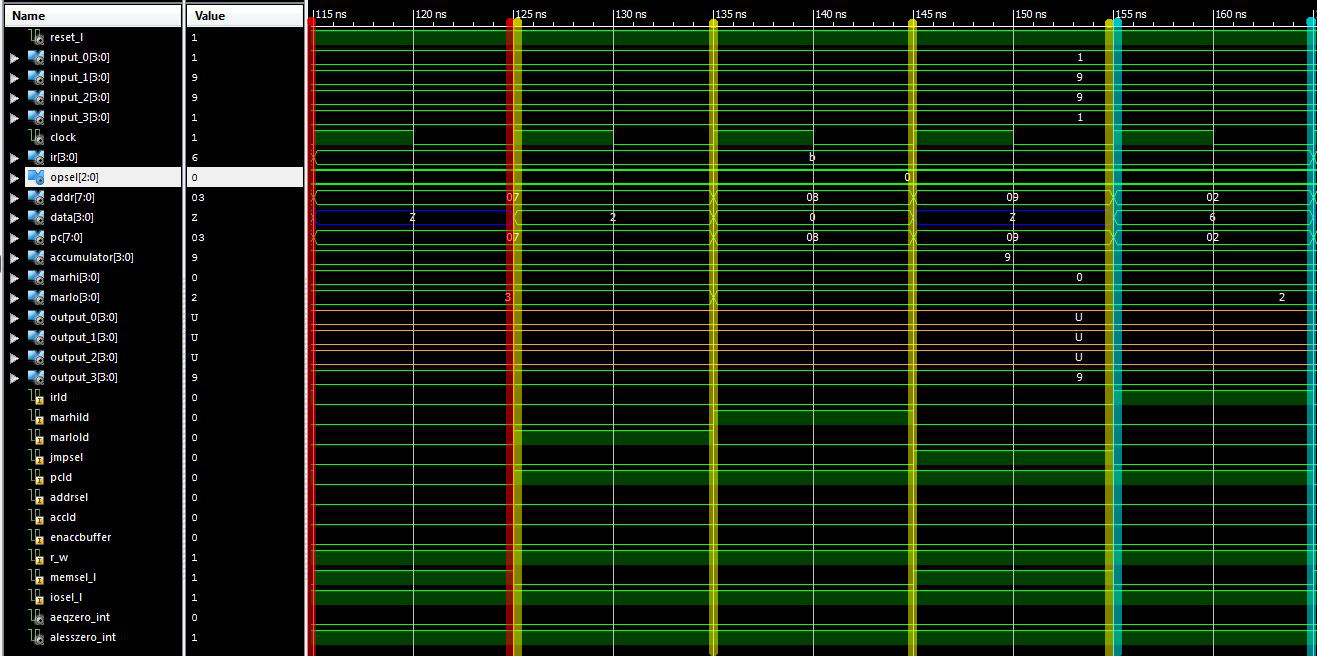 Name Value 115 ns 120 ns 125 ns 130 ns 135 ns 140 ns 145 ns 150 ns 155 ns 160 ns
reset_l 1
input_0[3:0] 1 1
input_1[3:0] 9 9
input_2[3:0] 9 9
input_3[3:0] 1 1
clock 1
ir[3:0] 6 b
opsel[2:0] 0 0
addr[7:0] 03 07 08 09 02
data[3:0] Z Z 2 0 Z 6
pc[7:0] 03 07 08 09 02
accumulator[3:0] 9 9
marhi[3:0] 0 0
marlo[3:0] 2 3 2
output_0[3:0] U U
output_1[3:0] U U
output_2[3:0] U U
output_3[3:0] 9 9
irld 0
marhild 0
marlold 0
jmpsel 0
pcld 0
addrsel 0
accld 0
enaccbuffer 0
r_w 1
memsel_l 1
iosel_l 1
aeqzero_int 0
alesszero_int 1